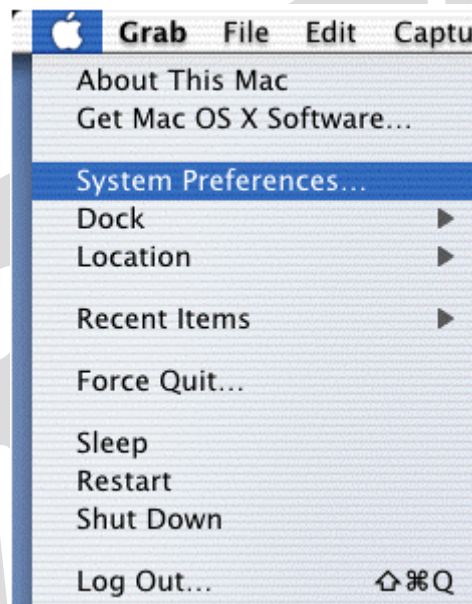 Grab File Edit Captu
About This Mac
Get Mac OS X Software...
System Preferences...
Dock
Location
Recent Items
Force Quit...
Sleep
Restart
Shut Down
Log Out... ⇧⌘Q